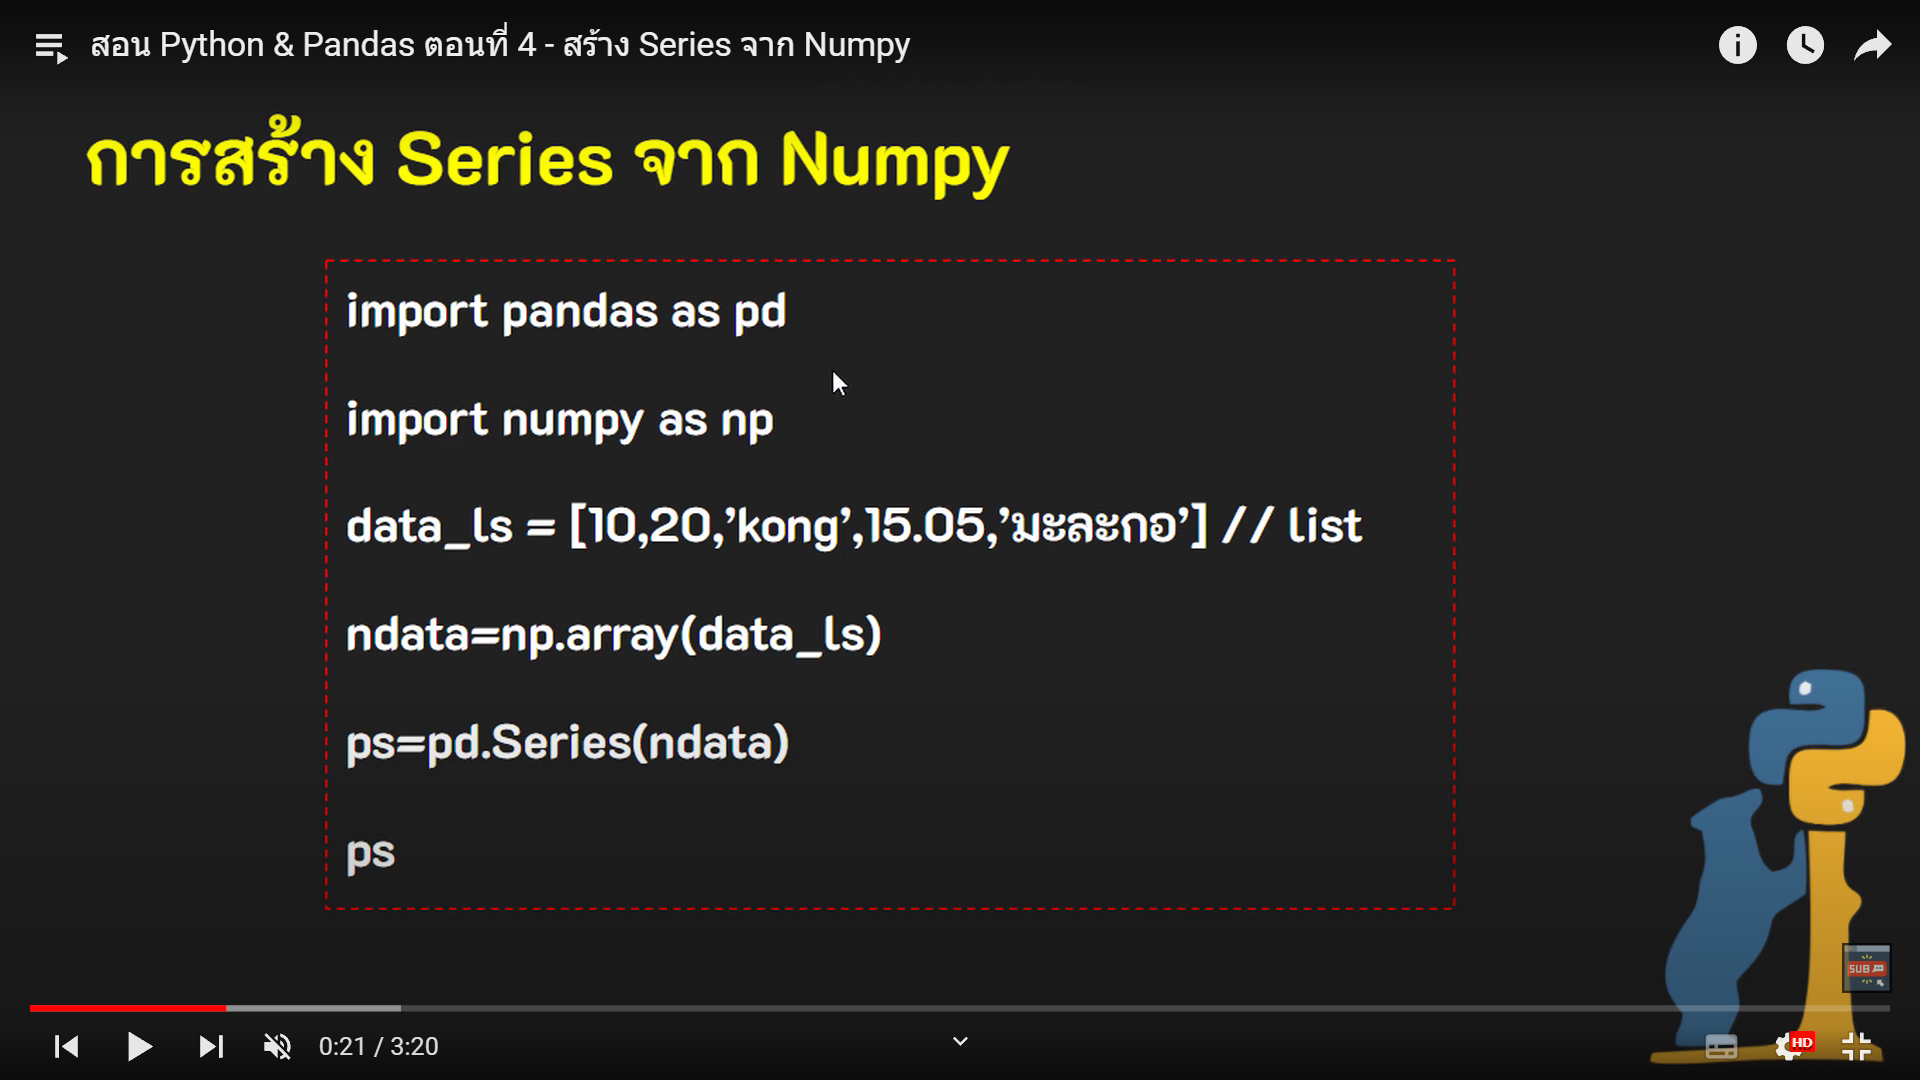 สอน Python & Pandas ตอนที่ 4 - สร้าง Series จาก Numpy
การสร้าง Series จาก Numpy
import pandas as pd
import numpy as np
data_ls = [10,20,’kong’,15.05,’มะละกอ’] // list
ndata=np.array(data_ls)
ps=pd.Series(ndata)
ps
SUB
0:21 / 3:20
HD